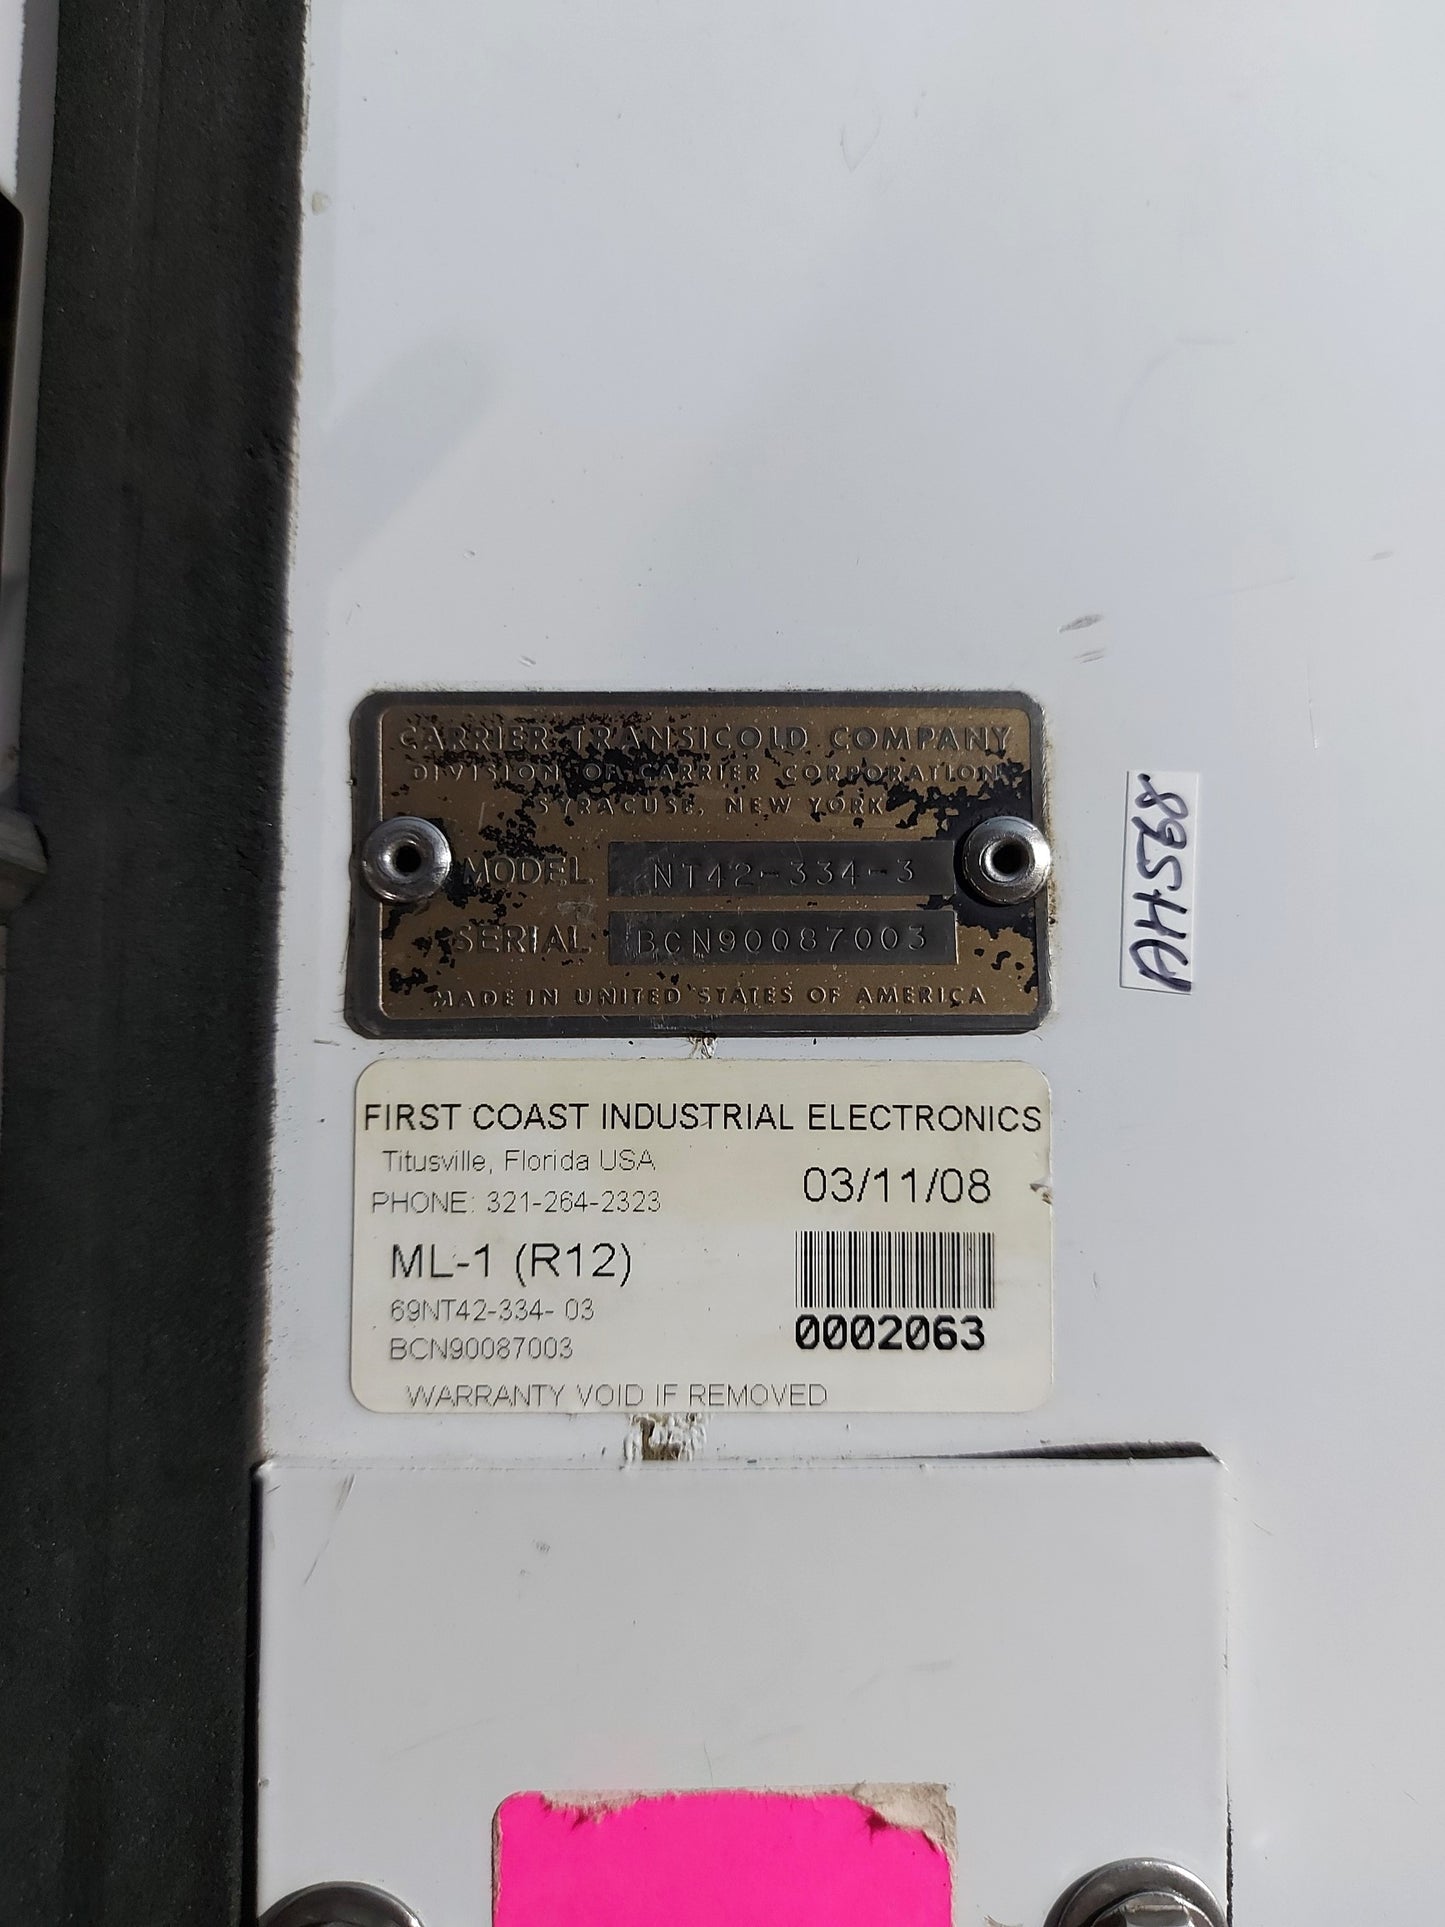 CARRIER TRANSICOLD COMPANY
DIVISION OF CARRIER CORPORATION
SYRACUSE, NEW YORK
MODEL NT42-334-3
SERIAL BCN90087003
MADE IN UNITED STATES OF AMERICA
AH598
FIRST COAST INDUSTRIAL ELECTRONICS
Titusville, Florida USA
03/11/08
PHONE: 321-264-2323
ML-1 (R12)
69NT42-334- 03
0002063
BCN90087003
WARRANTY VOID IF REMOVED